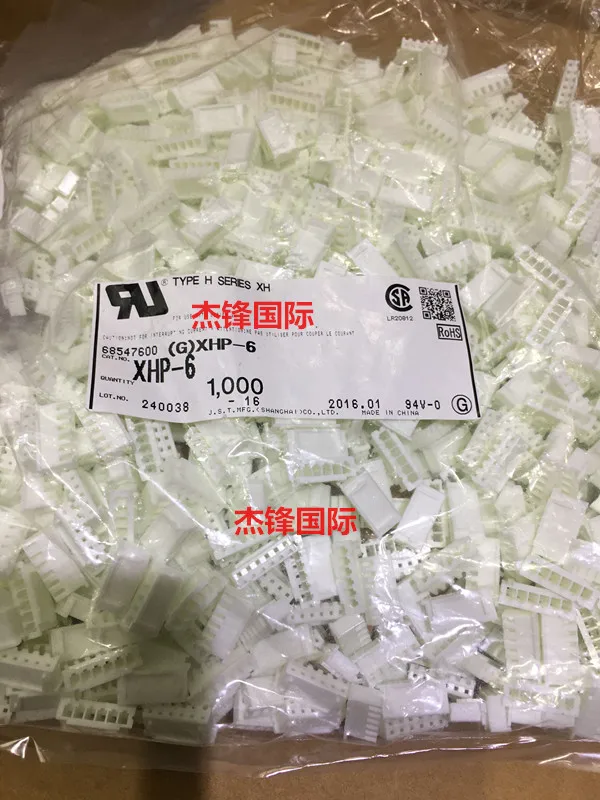 ® TYPE H SERIES XH
杰锋国际
LR20812
RoHS
68547600 (G)XHP-6
CAT.NO. XHP-6
QUANTITY 1,000
LOT.NO. 240038 - 16 2016.01 94V-0 G
J.S.T.MFG.(SHANGHAI)CO.,LTD. MADE IN CHINA
杰锋国际